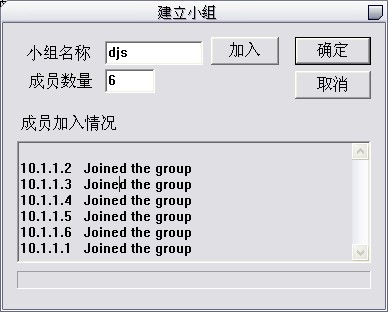 建立小组
小组名称 djs 加入 确定
成员数量 6 取消
成员加入情况
10.1.1.2 Joined the group
10.1.1.3 Joined the group
10.1.1.4 Joined the group
10.1.1.5 Joined the group
10.1.1.6 Joined the group
10.1.1.1 Joined the group